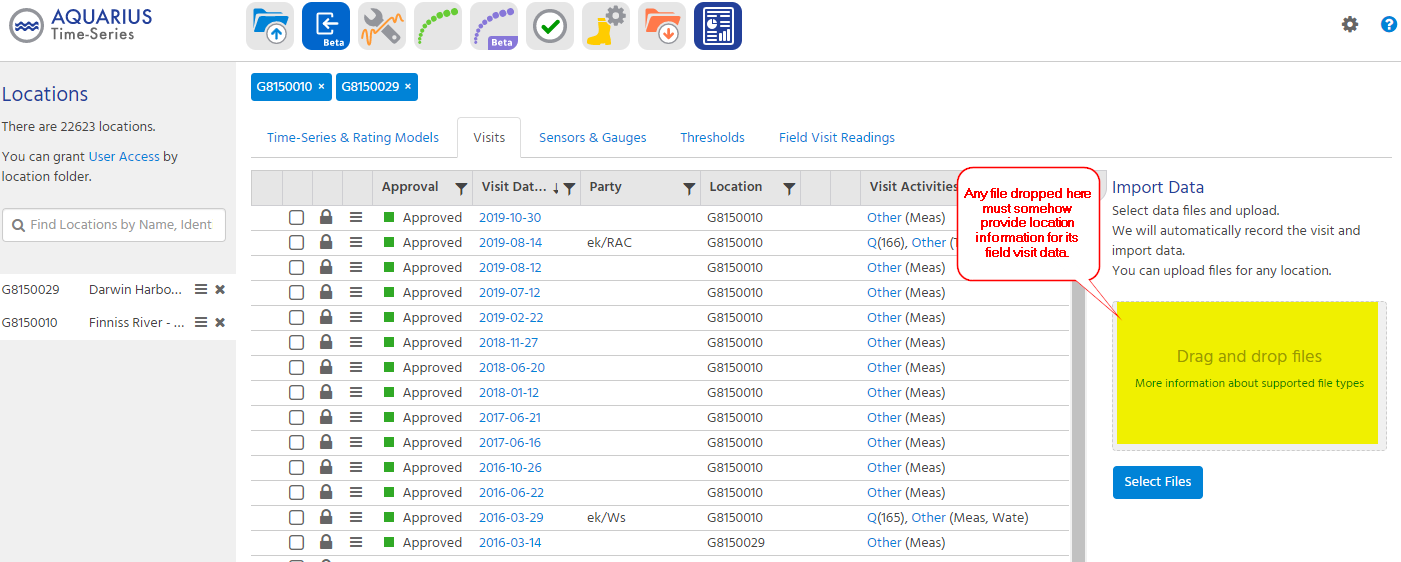 AQUARIUS
Time-Series
Beta
Beta
?
Locations
There are 22623 locations.
You can grant User Access by
location folder.
Find Locations by Name, Ident
G8150029 Darwin Harbo...
G8150010 Finniss River - ...
G8150010 × G8150029 ×
Time-Series & Rating Models Visits Sensors & Gauges Thresholds Field Visit Readings
Approval Visit Dat... Party Location Visit Activities
Approved 2019-10-30 G8150010 Other (Meas)
Approved 2019-08-14 ek/RAC G8150010 Q(166), Other
Approved 2019-08-12 G8150010 Other (Meas)
Approved 2019-07-12 G8150010 Other (Meas)
Approved 2019-02-22 G8150010 Other (Meas)
Approved 2018-11-27 G8150010 Other (Meas)
Approved 2018-06-20 G8150010 Other (Meas)
Approved 2018-01-12 G8150010 Other (Meas)
Approved 2017-06-21 G8150010 Other (Meas)
Approved 2017-06-16 G8150010 Other (Meas)
Approved 2016-10-26 G8150010 Other (Meas)
Approved 2016-06-22 G8150010 Other (Meas)
Approved 2016-03-29 ek/Ws G8150010 Q(165), Other (Meas, Wate)
Approved 2016-03-14 G8150029 Other (Meas)
Any file dropped here
must somehow
provide location
information for its
field visit data.
Import Data
Select data files and upload.
We will automatically record the visit and
import data.
You can upload files for any location.
Drag and drop files
More information about supported file types
Select Files